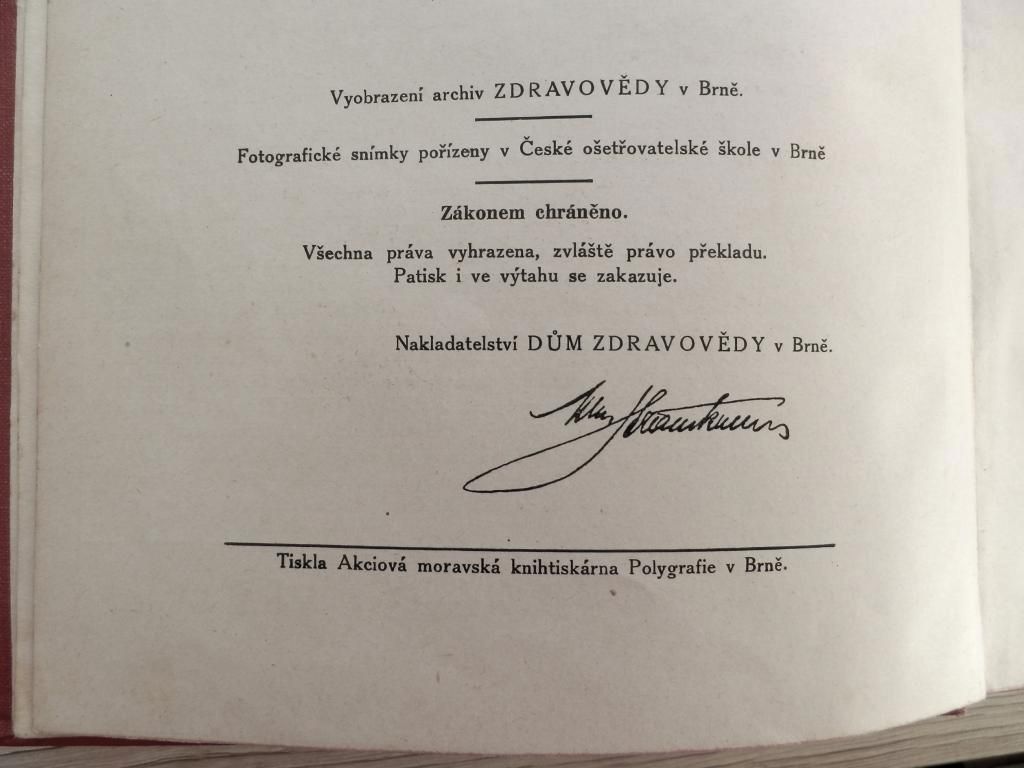 Vyobrazení archiv ZDRAVOVĚDY v Brně.
Fotografické snímky pořízeny v České ošetřovatelské škole v Brně
Zákonem chráněno.
Všechna práva vyhrazena, zvláště právo překladu.
Patisk i ve výtahu se zakazuje.
Nakladatelství DŮM ZDRAVOVĚDY v Brně.
Tiskla Akciová moravská knihtiskárna Polygrafie v Brně.